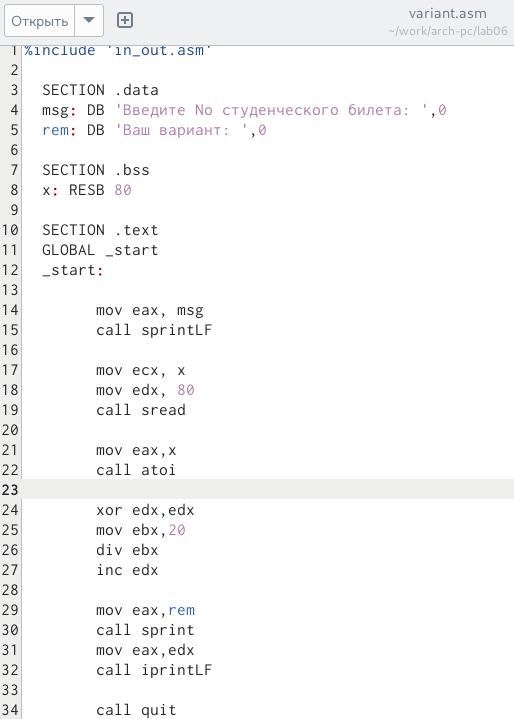 Открыть
variant.asm
~/work/arch-pc/lab06
1 %include 'in_out.asm'
2
3 SECTION .data
4 msg: DB 'Введите No студенческого билета: ',0
5 rem: DB 'Ваш вариант: ',0
6
7 SECTION .bss
8 x: RESB 80
9
10 SECTION .text
11 GLOBAL _start
12 _start:
13
14 mov eax, msg
15 call sprintLF
16
17 mov ecx, x
18 mov edx, 80
19 call sread
20
21 mov eax,x
22 call atoi
23
24 xor edx,edx
25 mov ebx,20
26 div ebx
27 inc edx
28
29 mov eax,rem
30 call sprint
31 mov eax,edx
32 call iprintLF
33
34 call quit